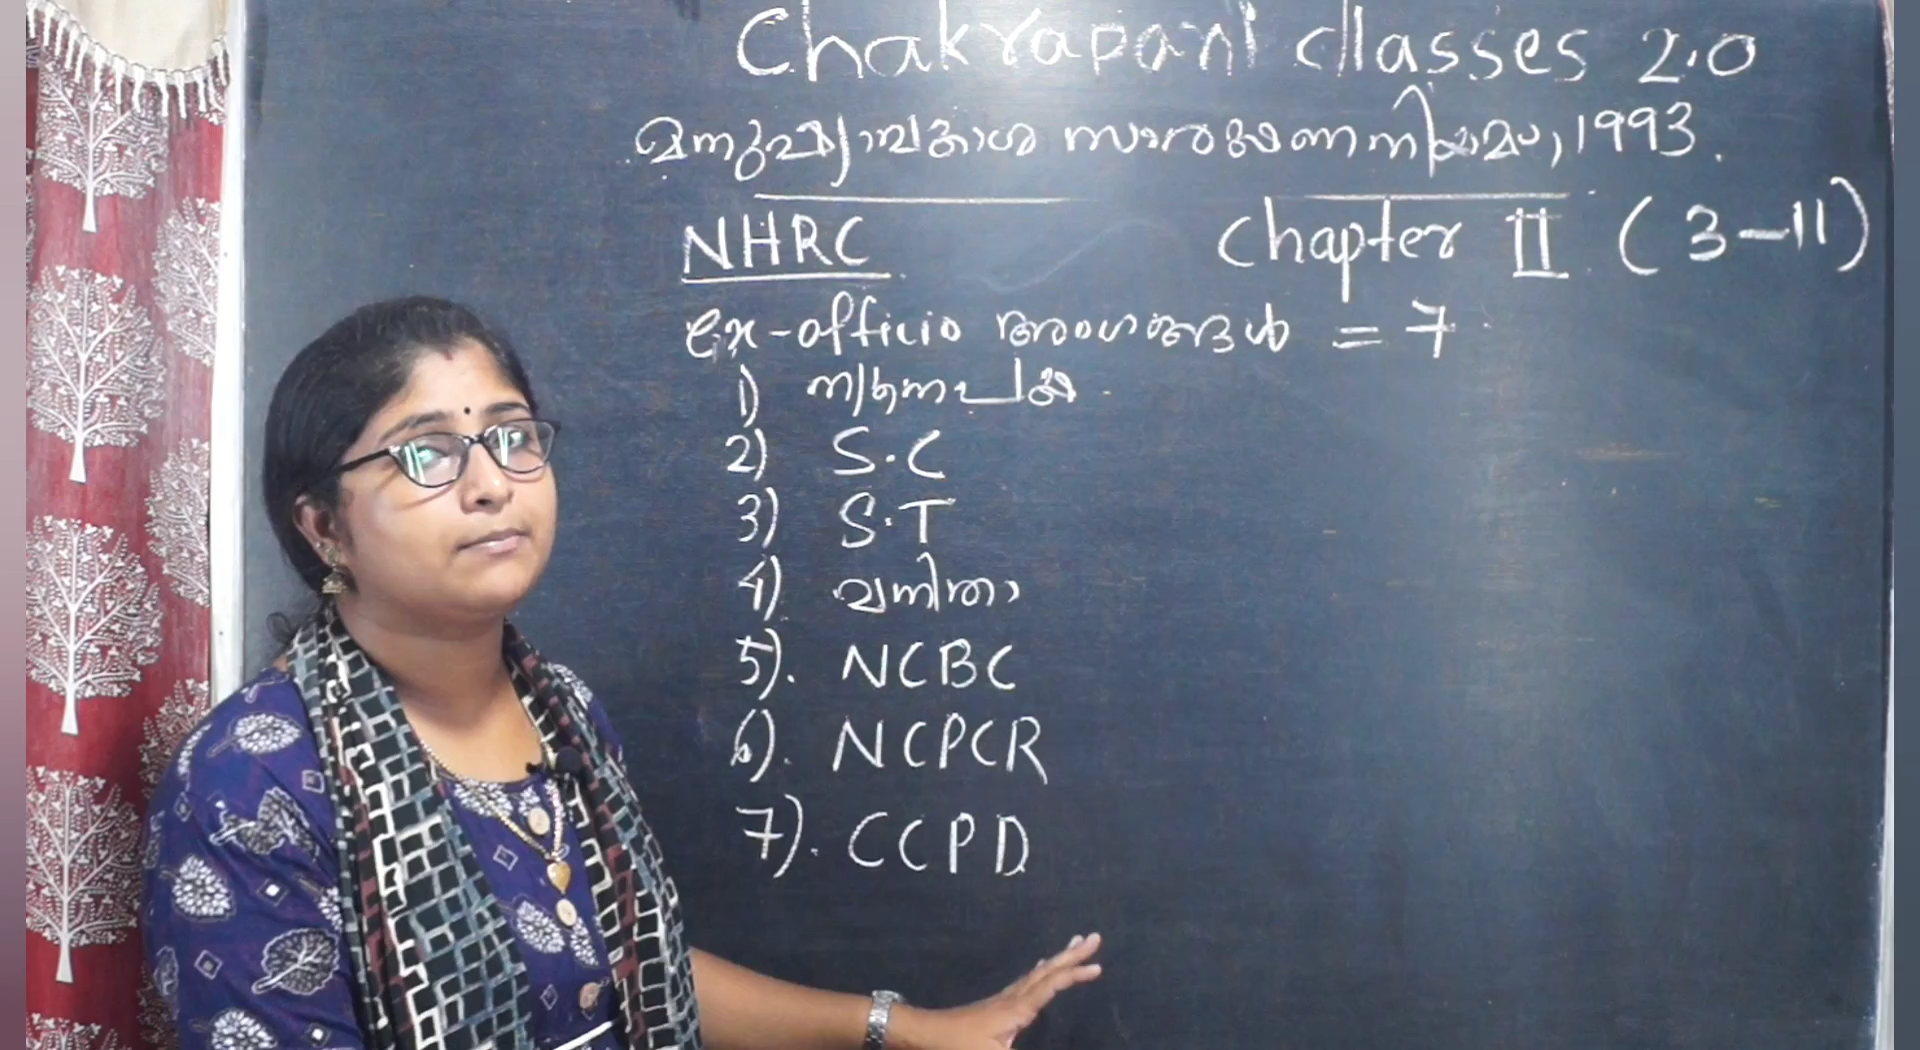 Chakrapani classes 2.0
മനുഷ്യാവകാശ സംരക്ഷണ നിയമം, 1993.
NHRC Chapter II (3-11)
ex-officio അംഗങ്ങൾ = 7
1) ന്യൂനപക്ഷ
2) S.C
3) S.T
4) വനിതാ
5). NCBC
6). NCPCR
7). CCPD